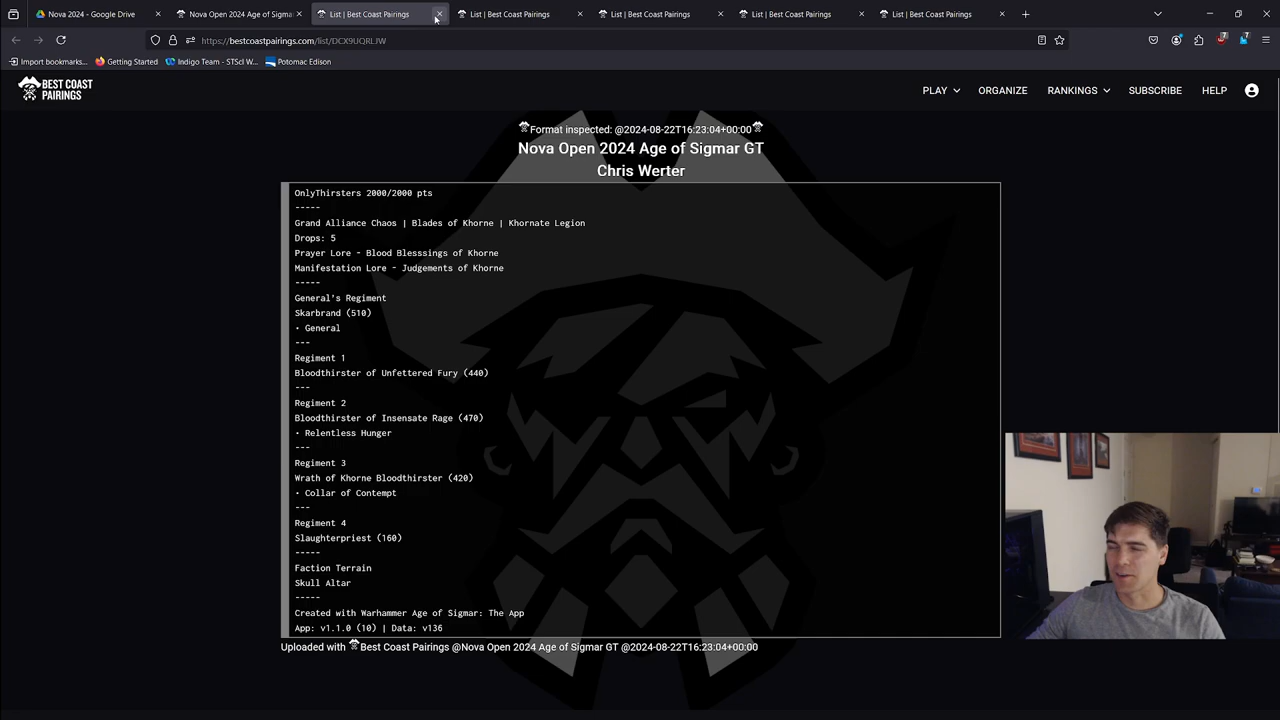 Nova 2024 - Google Drive
Nova Open 2024 Age of Sigma
List | Best Coast Pairings
List | Best Coast Pairings
List | Best Coast Pairings
List | Best Coast Pairings
List | Best Coast Pairings
https://bestcoastpairings.com/list/DCX9UQRLJW
7
7
Import bookmarks...
Getting Started
Indigo Team - STScI W...
Potomac Edison
BEST COAST
PAIRINGS
PLAY
ORGANIZE
RANKINGS
SUBSCRIBE
HELP
Format inspected: @2024-08-22T16:23:04+00:00
Nova Open 2024 Age of Sigmar GT
Chris Werter
OnlyThirsters 2000/2000 pts
-----
Grand Alliance Chaos | Blades of Khorne | Khornate Legion
Drops: 5
Prayer Lore - Blood Blesssings of Khorne
Manifestation Lore - Judgements of Khorne
-----
General's Regiment
Skarbrand (510)
• General
---
Regiment 1
Bloodthirster of Unfettered Fury (440)
---
Regiment 2
Bloodthirster of Insensate Rage (470)
• Relentless Hunger
---
Regiment 3
Wrath of Khorne Bloodthirster (420)
• Collar of Contempt
---
Regiment 4
Slaughterpriest (160)
-----
Faction Terrain
Skull Altar
-----
Created with Warhammer Age of Sigmar: The App
App: v1.1.0 (10) | Data: v136
Uploaded with Best Coast Pairings @Nova Open 2024 Age of Sigmar GT @2024-08-22T16:23:04+00:00